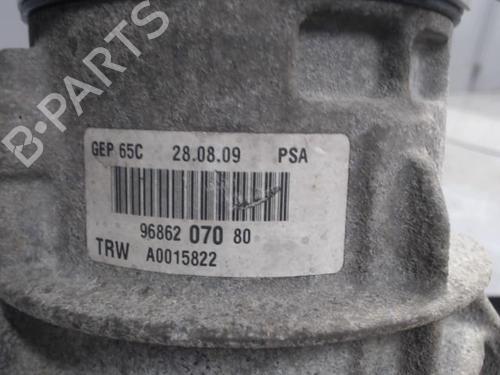 B-PARTS
GEP 65C 28.08.09 PSA
96862 070 80
TRW A0015822